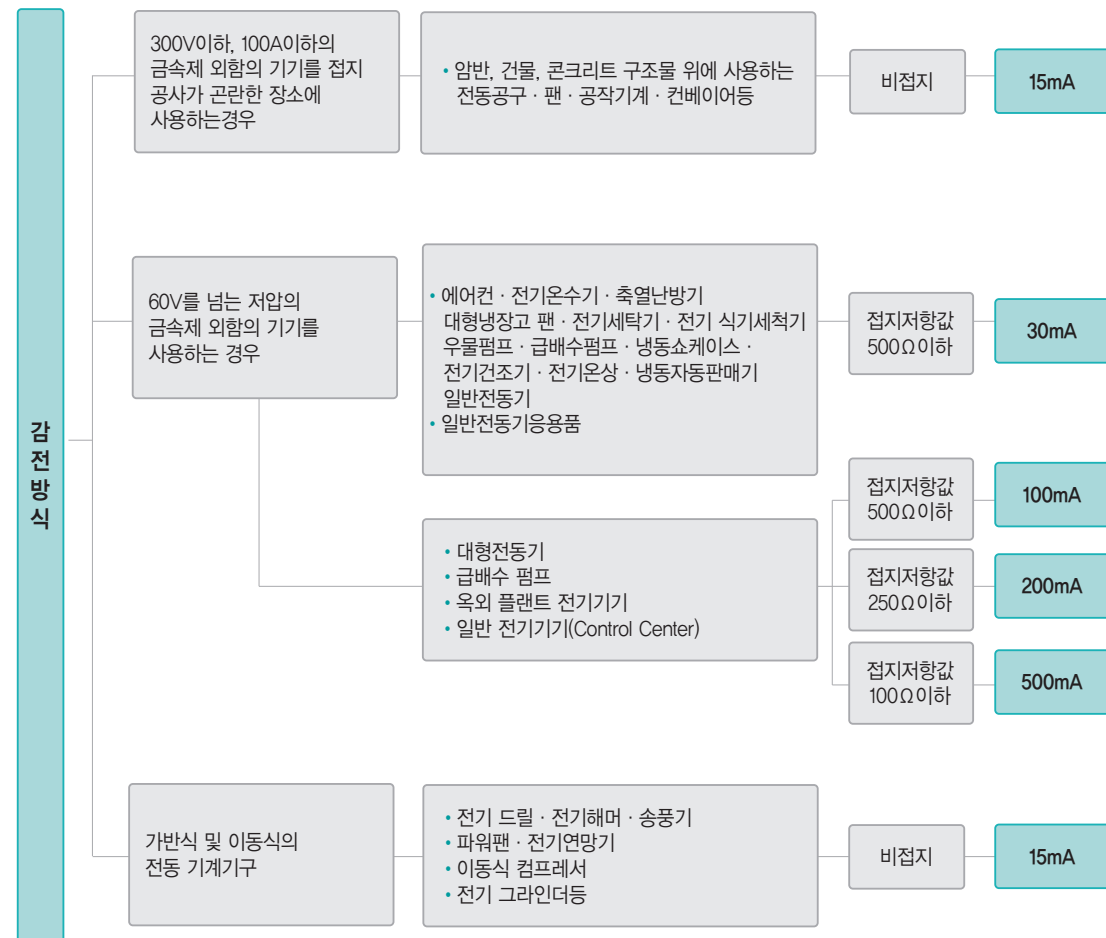 감
전
방
식
300V이하, 100A이하의
금속제 외함의 기기를 접지
공사가 곤란한 장소에
사용하는경우
• 암반, 건물, 콘크리트 구조물 위에 사용하는
전동공구 · 팬 · 공작기계 · 컨베이어등
비접지
15mA
60V를 넘는 저압의
금속제 외함의 기기를
사용하는 경우
• 에어컨 · 전기온수기 · 축열난방기
대형냉장고 팬 · 전기세탁기 · 전기 식기세척기
우물펌프 · 급배수펌프 · 냉동쇼케이스 ·
전기건조기 · 전기온상 · 냉동자동판매기
일반전동기
• 일반전동기응용품
접지저항값
500Ω이하
30mA
• 대형전동기
• 급배수 펌프
• 옥외 플랜트 전기기기
• 일반 전기기기(Control Center)
접지저항값
500Ω이하
100mA
접지저항값
250Ω이하
200mA
접지저항값
100Ω이하
500mA
가반식 및 이동식의
전동 기계기구
• 전기 드릴 · 전기해머 · 송풍기
• 파워팬 · 전기연망기
• 이동식 컴프레서
• 전기 그라인더등
비접지
15mA